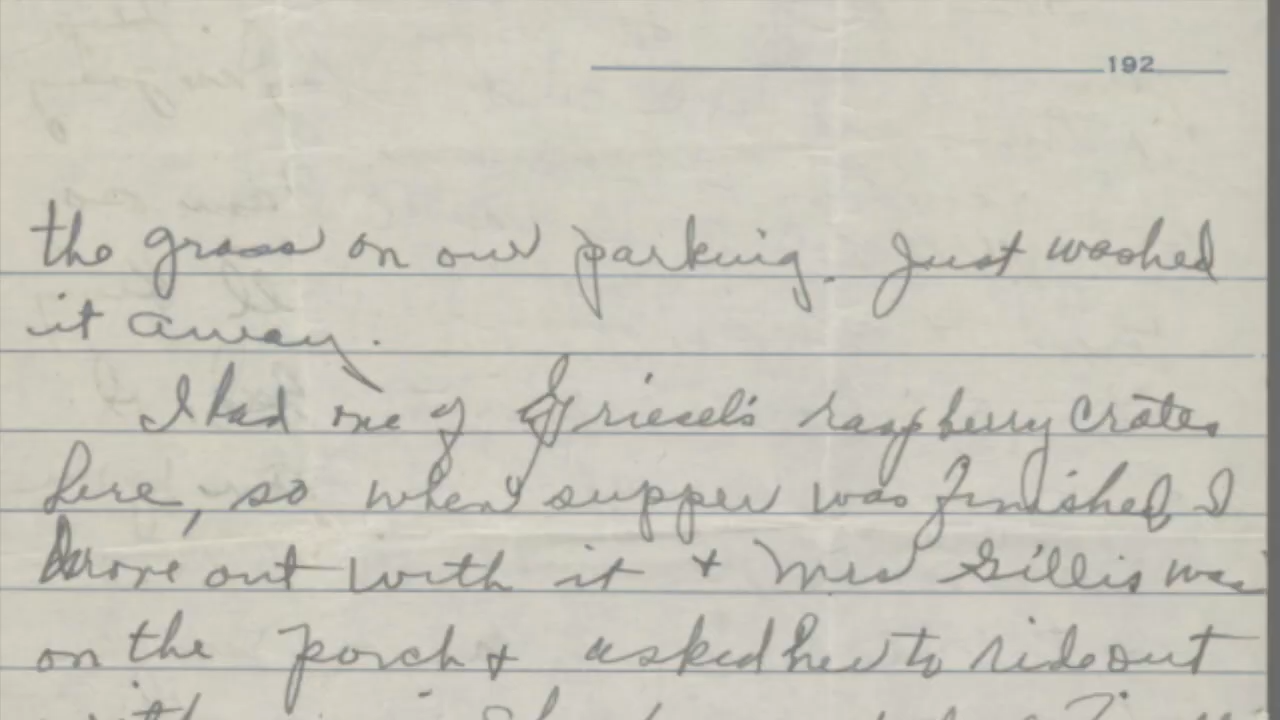 192
the grass on our parking. Just washed
it away.
I had one of Griesel's raspberry crates
here, so when supper was finished I
drove out with it + Mrs Gillis was
on the porch + asked her to ride out